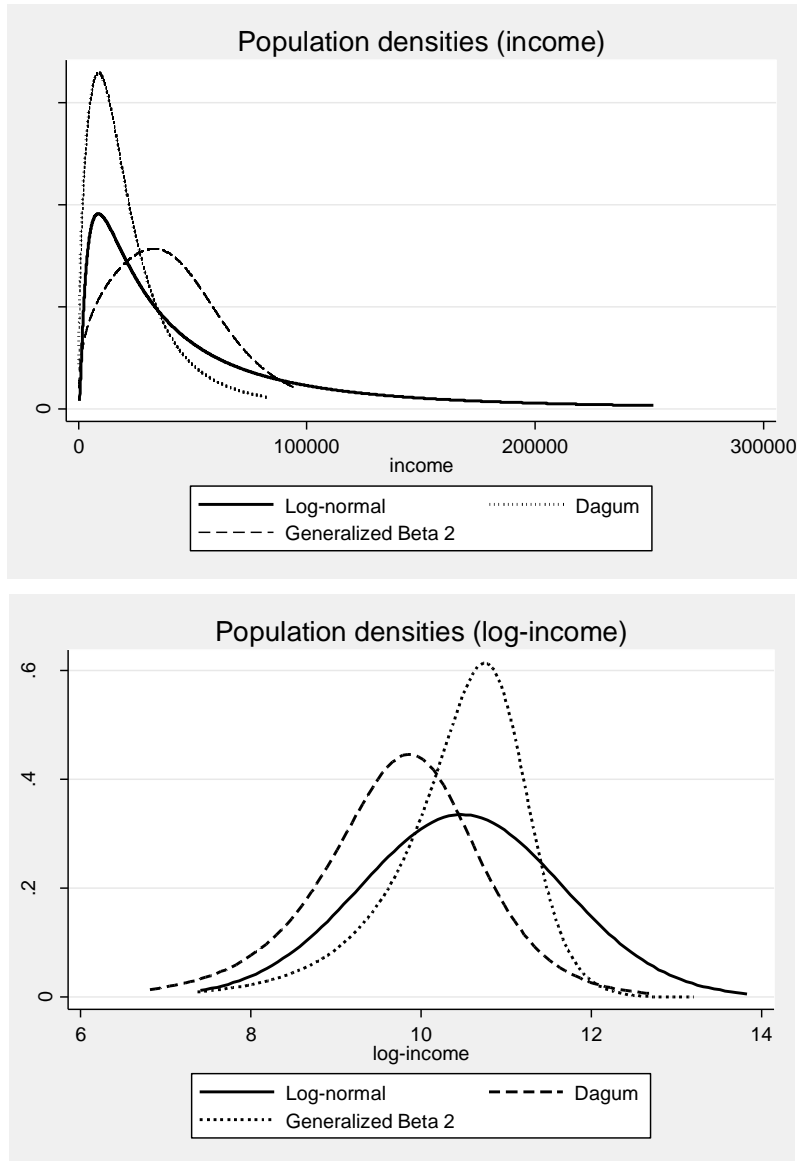 Population densities (income)
0
0 100000 200000 300000
income
Log-normal Dagum
Generalized Beta 2
Population densities (log-income)
.6
.4
.2
0
6 8 10 12 14
log-income
Log-normal Dagum
Generalized Beta 2